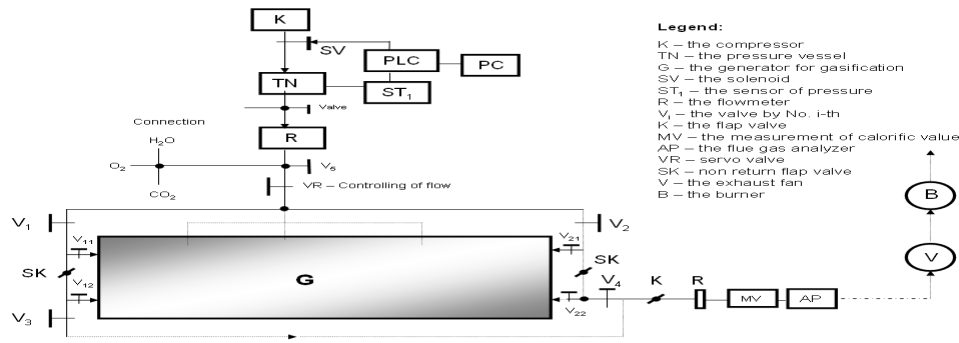 K
SV
PLC
PC
TN
ST1
Valve
R
Connection
H2O
O2
CO2
V5
VR – Controlling of flow
V1
V2
V11
V21
SK
G
SK
V12
V22
V4
V3
K
R
MV
AP
B
V
Legend:
K – the compressor
TN – the pressure vessel
G – the generator for gasification
SV – the solenoid
ST1 – the sensor of pressure
R – the flowmeter
Vi – the valve by No. i-th
K – the flap valve
MV – the measurement of calorific value
AP – the flue gas analyzer
VR – servo valve
SK – non return flap valve
V – the exhaust fan
B – the burner